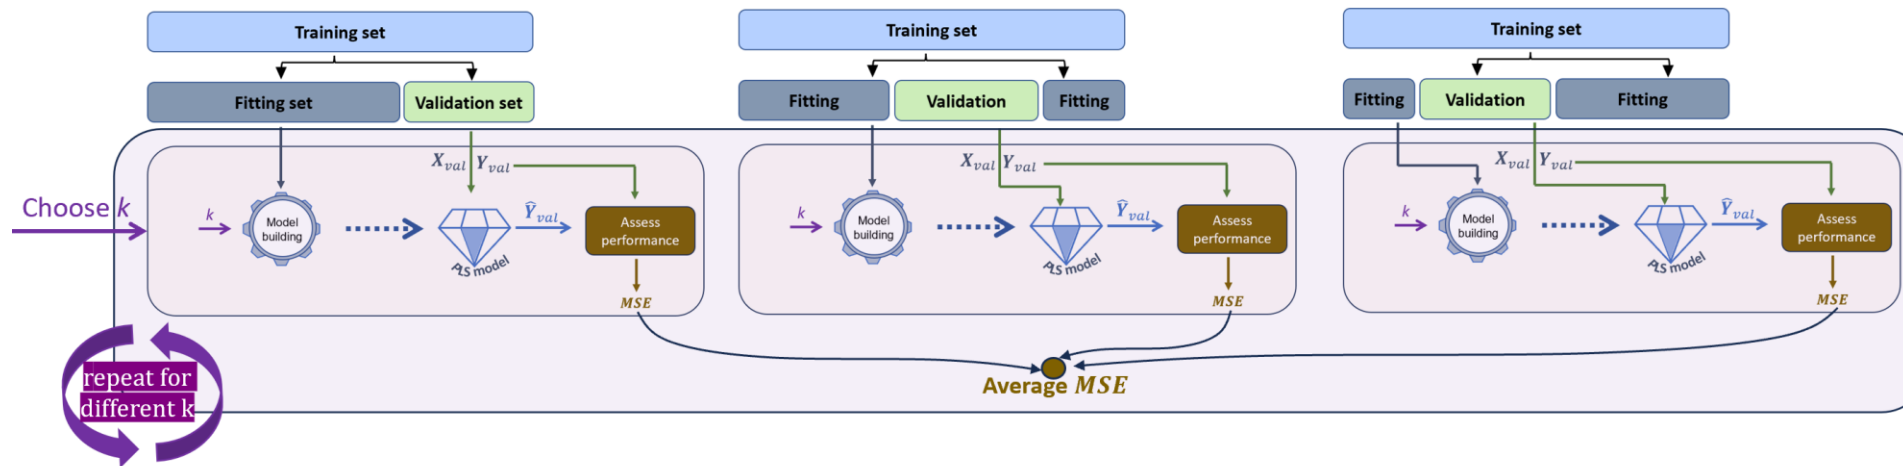 Training set
Fitting set
Validation set
Training set
Fitting
Validation
Fitting
Training set
Fitting
Validation
Fitting
Choose k
X_val Y_val
k
Model
building
PLS model
Ŷ_val
Assess
performance
MSE
X_val Y_val
k
Model
building
PLS model
Ŷ_val
Assess
performance
MSE
X_val Y_val
k
Model
building
PLS model
Ŷ_val
Assess
performance
MSE
Average MSE
repeat for
different k